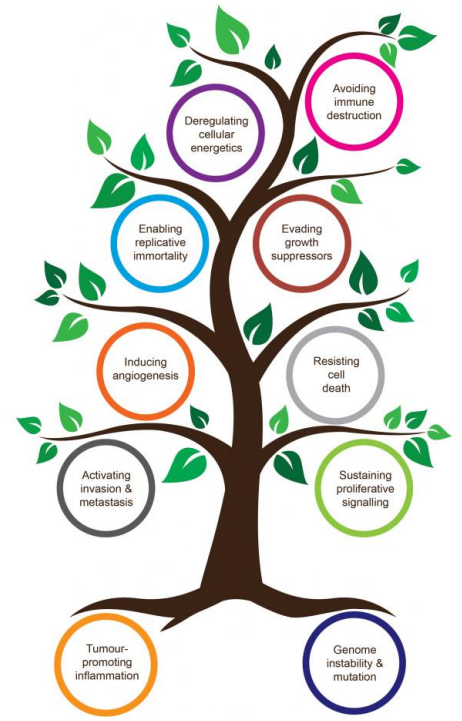 Avoiding
immune
destruction
Deregulating
cellular
energetics
Enabling
replicative
immortality
Evading
growth
suppressors
Inducing
angiogenesis
Resisting
cell
death
Activating
invasion &
metastasis
Sustaining
proliferative
signalling
Tumour-
promoting
inflammation
Genome
instability &
mutation